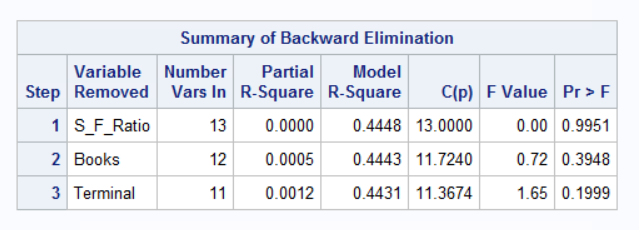 Summary of Backward Elimination
Step Variable Removed Number Vars In Partial R-Square Model R-Square C(p) F Value Pr > F
1 S_F_Ratio 13 0.0000 0.4448 13.0000 0.00 0.9951
2 Books 12 0.0005 0.4443 11.7240 0.72 0.3948
3 Terminal 11 0.0012 0.4431 11.3674 1.65 0.1999